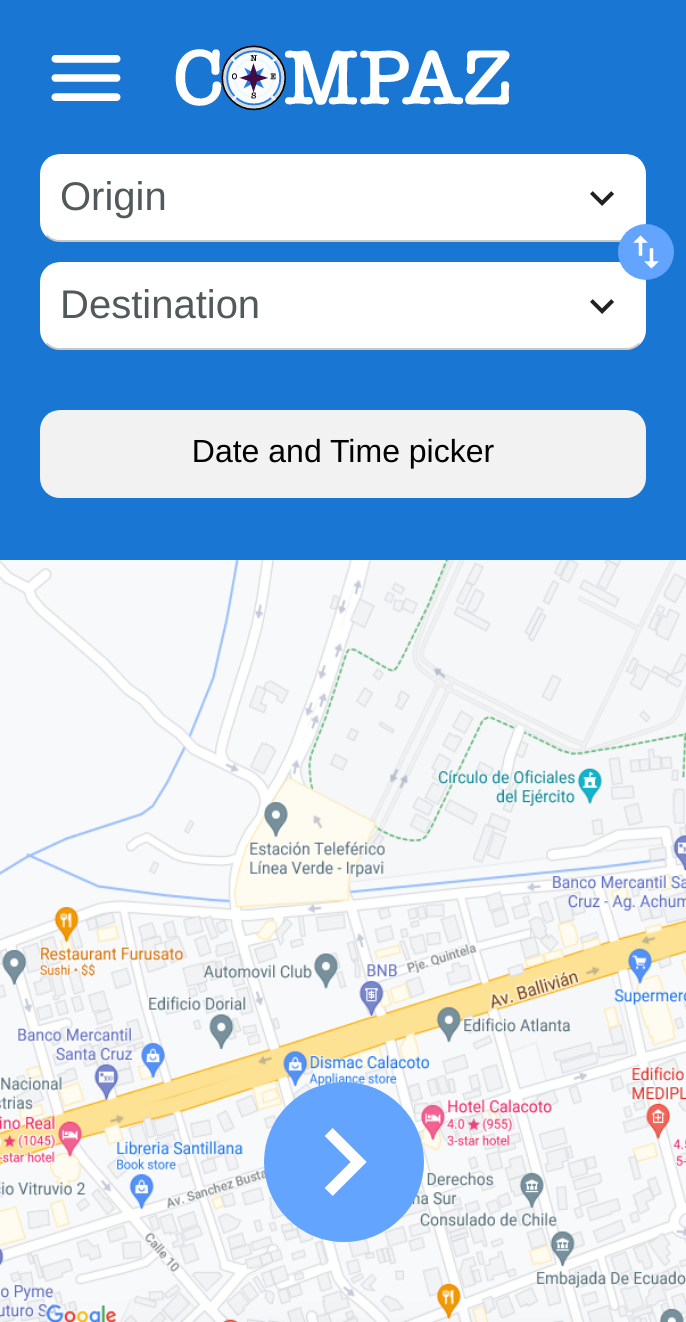 COMPAZ
N
O E
S
Origin
Destination
Date and Time picker
Círculo de Oficiales
del Ejército
Estación Teleférico
Línea Verde - Irpavi
Banco Mercantil Sa
Cruz - Ag. Achum
Restaurant Furusato
Sushi • $$
Automovil Club
BNB
Pje. Quintela
Av. Ballivián
Supermerc
Edificio Dorial
Edificio Atlanta
Banco Mercantil
Santa Cruz
Dismac Calacoto
Appliance store
Nacional
strias
Edificio
MEDIPL
Hotel Calacoto
4.0 ★ (955)
3-star hotel
ino Real
★ (1045)
star hotel
4.5
5-
Libreria Santillana
Book store
io Vitruvio 2
Av. Sanchez Busta
Derechos
na Sur
Consulado de Chile
Calle 10
Embajada De Ecuado
o Pyme
uturo S
Google